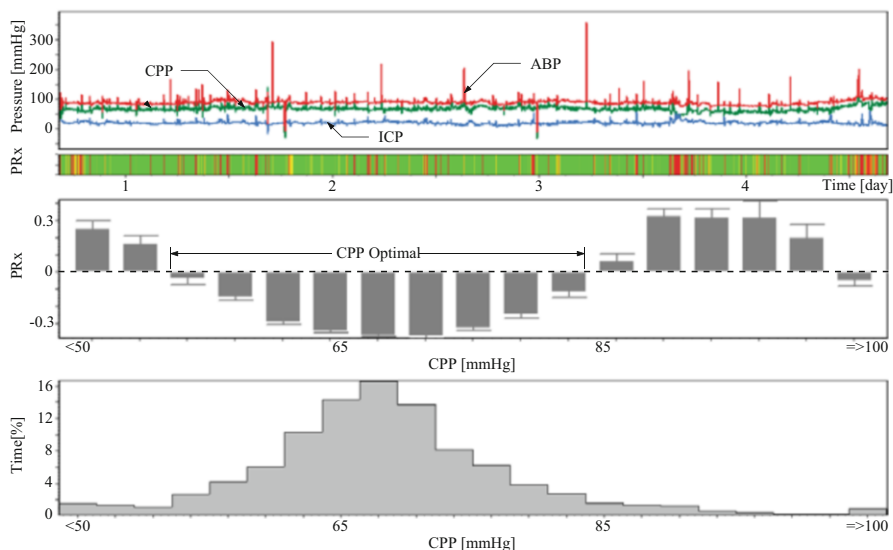 Pressure [mmHg]
300
200
100
0
CPP
ABP
ICP
PRx
1
2
3
4
Time [day]
PRx
0.3
0
-0.3
CPP Optimal
<50
65
85
=>100
CPP [mmHg]
Time[%]
16
12
8
4
0
<50
65
85
=>100
CPP [mmHg]